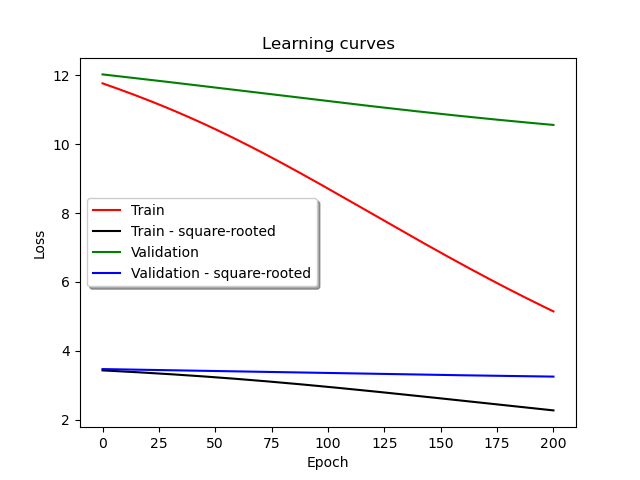 Learning curves
12
10
8
6
4
2
Loss
Train
Train - square-rooted
Validation
Validation - square-rooted
0 25 50 75 100 125 150 175 200
Epoch